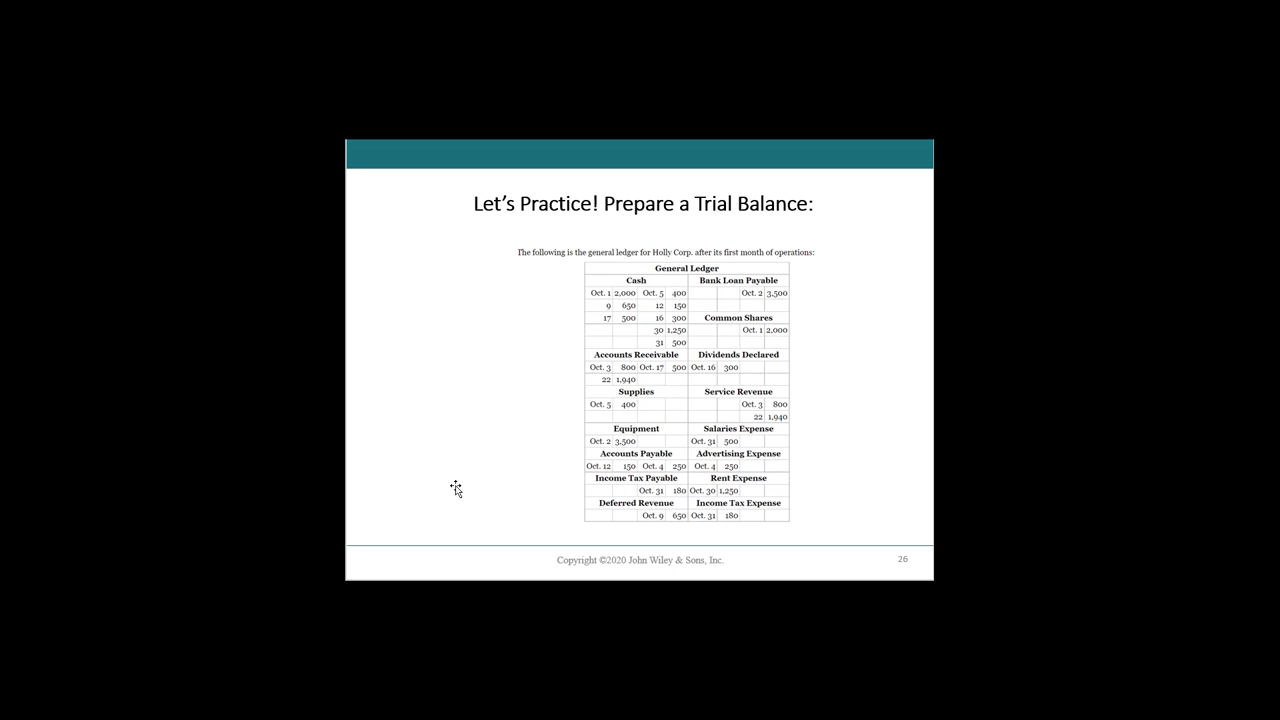 Let's Practice! Prepare a Trial Balance:
The following is the general ledger for Holly Corp. after its first month of operations:
General Ledger
Cash Bank Loan Payable
Oct. 1 2,000 Oct. 5 400 Oct. 2 3,500
9 650 12 150
17 500 16 300 Common Shares
30 1,250 Oct. 1 2,000
31 500
Accounts Receivable Dividends Declared
Oct. 3 800 Oct. 17 500 Oct. 16 300
22 1,940
Supplies Service Revenue
Oct. 5 400 Oct. 3 800
22 1,940
Equipment Salaries Expense
Oct. 2 3,500 Oct. 31 500
Accounts Payable Advertising Expense
Oct. 12 150 Oct. 4 250 Oct. 4 250
Income Tax Payable Rent Expense
Oct. 31 180 Oct. 30 1,250
Deferred Revenue Income Tax Expense
Oct. 9 650 Oct. 31 180
Copyright ©2020 John Wiley & Sons, Inc. 26